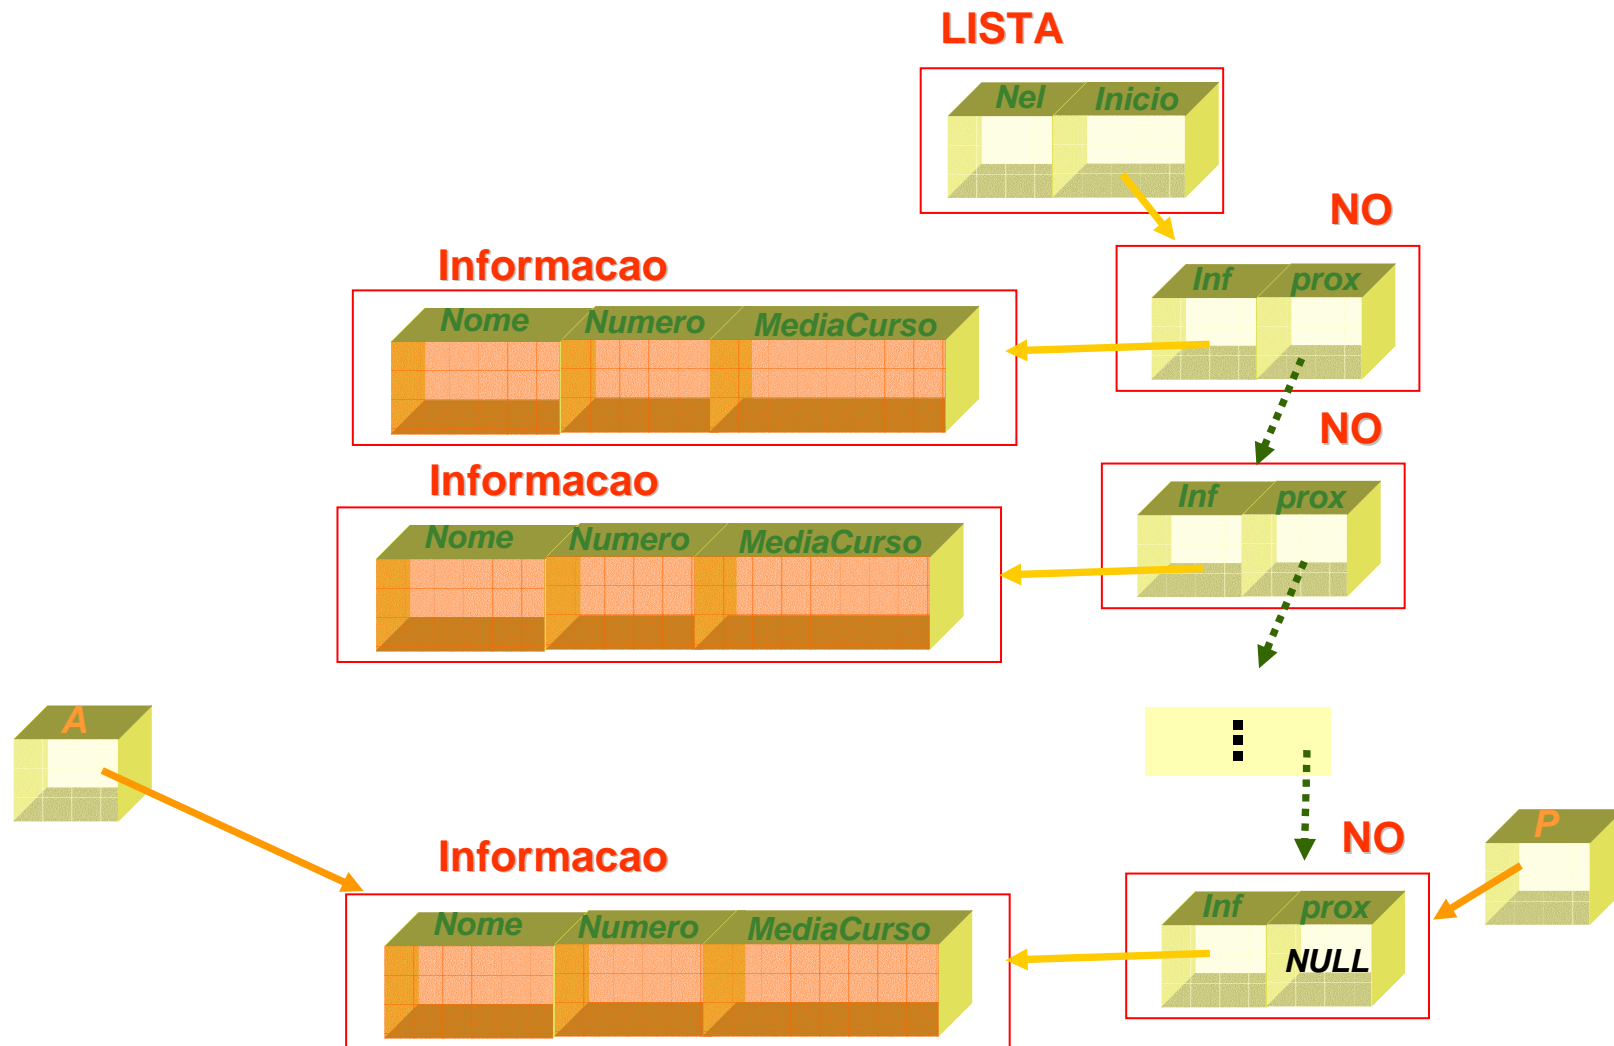 LISTA
Nel Inicio
NO
Informacao
Inf prox
Nome Numero MediaCurso
NO
Informacao
Inf prox
Nome Numero MediaCurso
A
P
NO
Informacao
Inf prox
Nome Numero MediaCurso
NULL